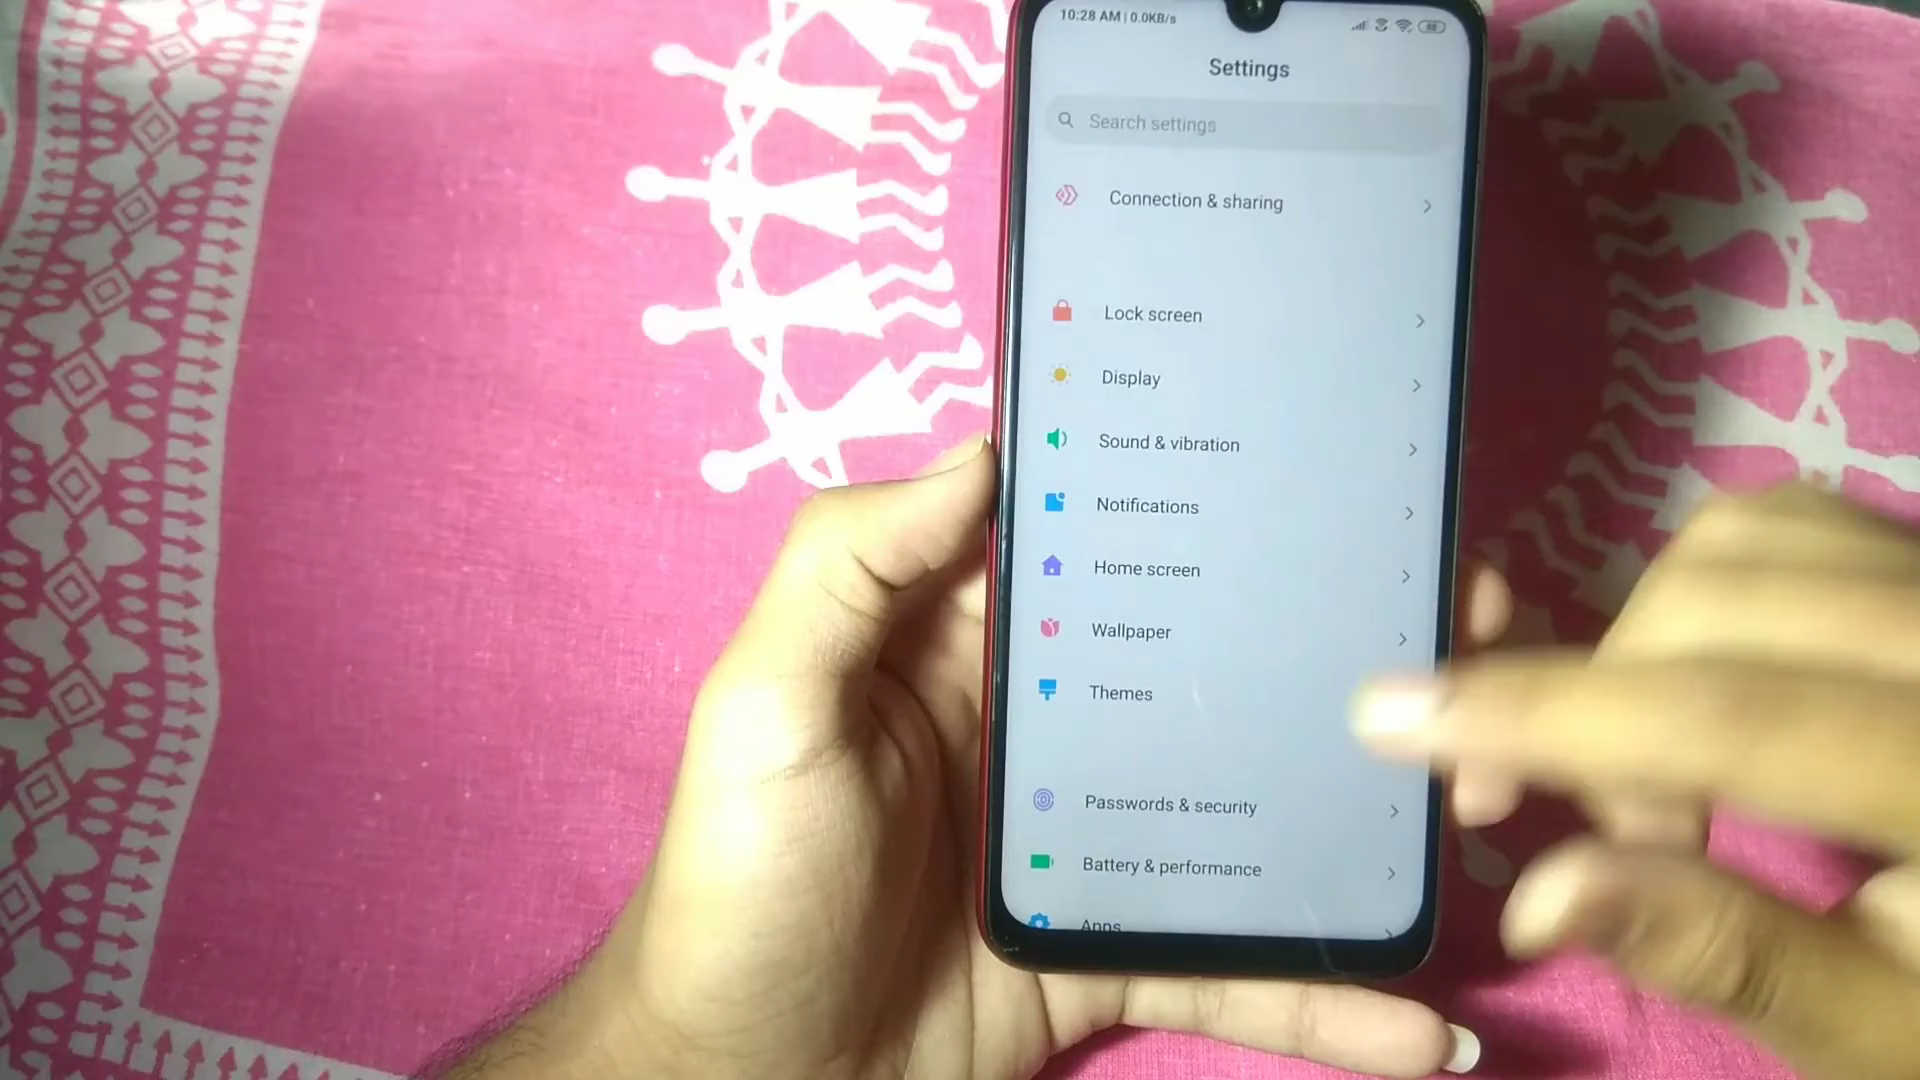 10:28 AM | 0.0KB/s
Settings
Search settings
Connection & sharing
Lock screen
Display
Sound & vibration
Notifications
Home screen
Wallpaper
Themes
Passwords & security
Battery & performance
Apps